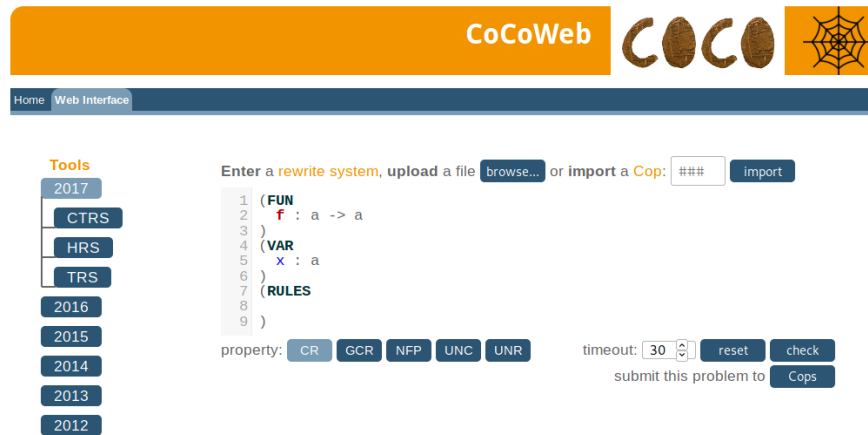 CoCoWeb
Home Web Interface
Tools
2017
CTRS
HRS
TRS
2016
2015
2014
2013
2012
Enter a rewrite system, upload a file browse... or import a Cop: ### import
1 (FUN
2 f : a -> a
3 )
4 (VAR
5 x : a
6 )
7 (RULES
8
9 )
property: CR GCR NFP UNC UNR timeout: 30 reset check
submit this problem to Cops